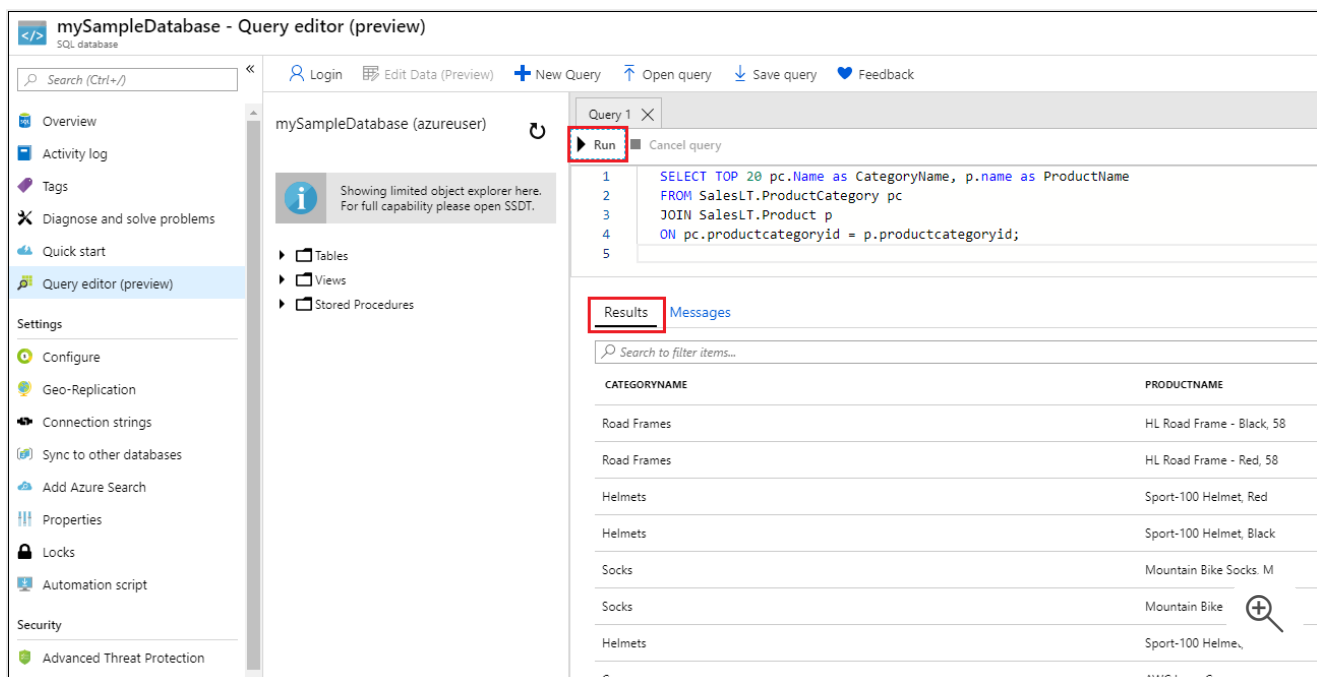 mySampleDatabase - Query editor (preview)
SQL database
Search (Ctrl+/)
«
Overview
Activity log
Tags
Diagnose and solve problems
Quick start
Query editor (preview)
Settings
Configure
Geo-Replication
Connection strings
Sync to other databases
Add Azure Search
Properties
Locks
Automation script
Security
Advanced Threat Protection
Login
Edit Data (Preview)
New Query
Open query
Save query
Feedback
mySampleDatabase (azureuser)
Showing limited object explorer here.
For full capability please open SSDT.
Tables
Views
Stored Procedures
Query 1
Run
Cancel query
1 SELECT TOP 20 pc.Name as CategoryName, p.name as ProductName
2 FROM SalesLT.ProductCategory pc
3 JOIN SalesLT.Product p
4 ON pc.productcategoryid = p.productcategoryid;
5
Results Messages
Search to filter items...
CATEGORYNAME PRODUCTNAME
Road Frames HL Road Frame - Black, 58
Road Frames HL Road Frame - Red, 58
Helmets Sport-100 Helmet, Red
Helmets Sport-100 Helmet, Black
Socks Mountain Bike Socks, M
Socks Mountain Bike
Helmets Sport-100 Helmet,